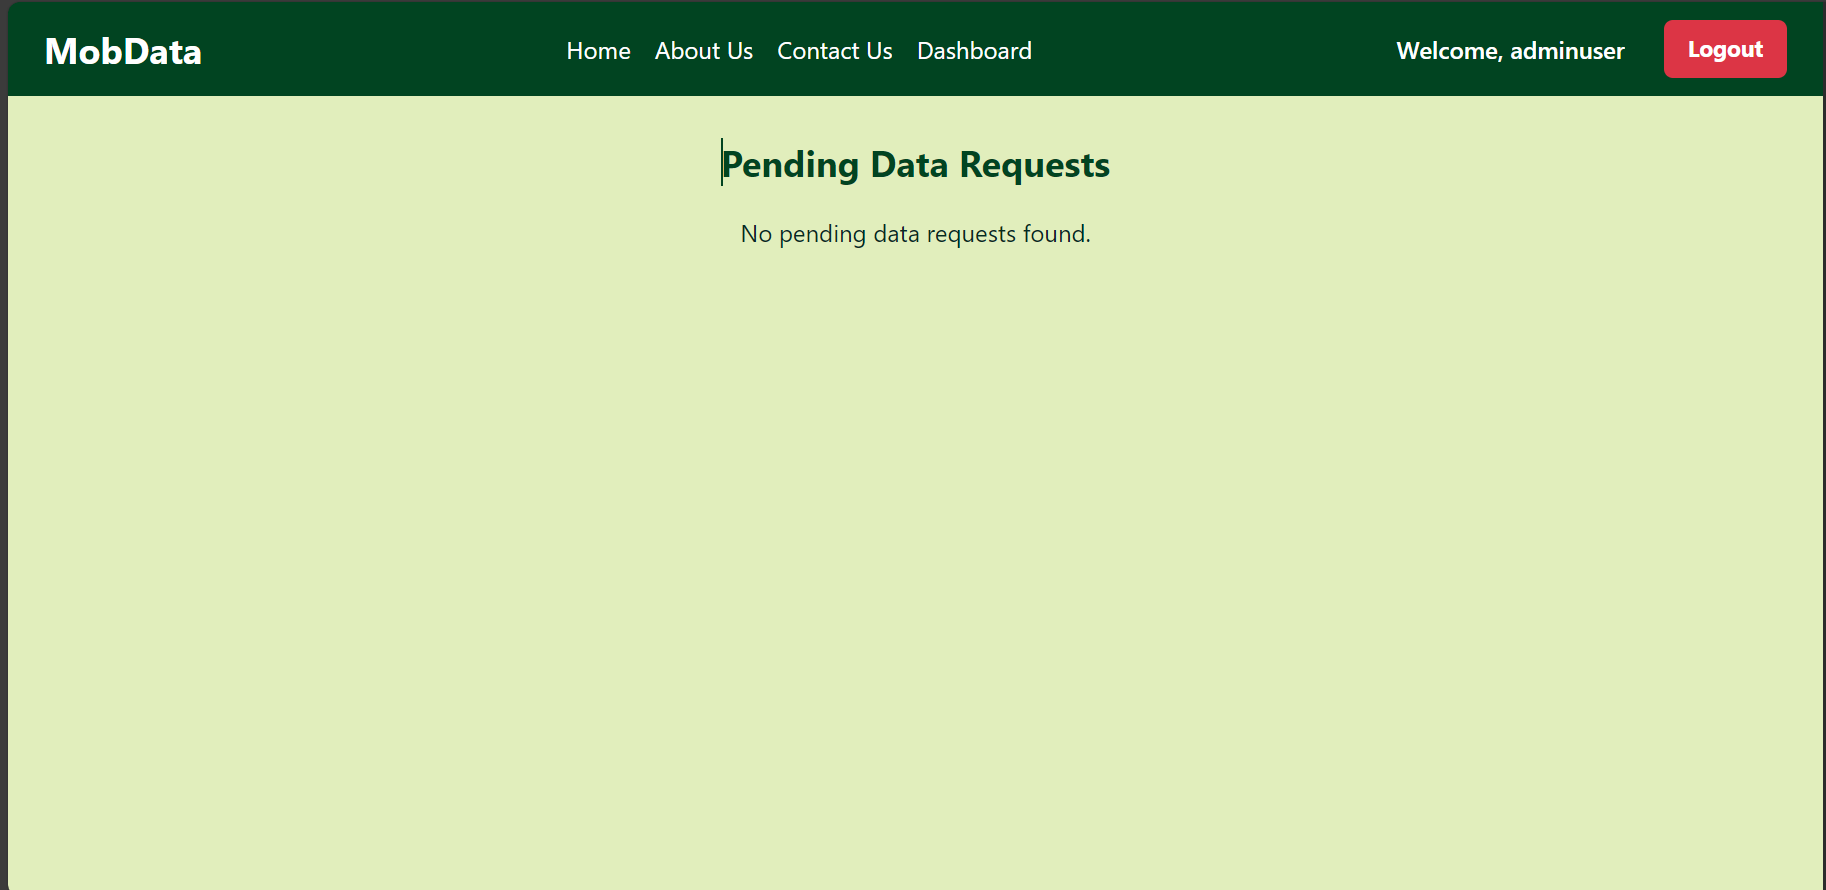 MobData
Home About Us Contact Us Dashboard
Welcome, adminuser
Logout
Pending Data Requests
No pending data requests found.